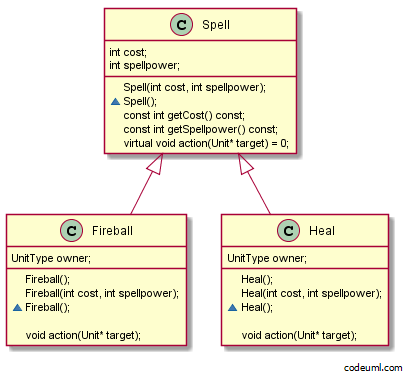 C Spell
int cost;
int spellpower;
Spell(int cost, int spellpower);
Spell();
const int getCost() const;
const int getSpellpower() const;
virtual void action(Unit* target) = 0;
C Fireball
UnitType owner;
Fireball();
Fireball(int cost, int spellpower);
Fireball();
void action(Unit* target);
C Heal
UnitType owner;
Heal();
Heal(int cost, int spellpower);
Heal();
void action(Unit* target);
codeuml.com